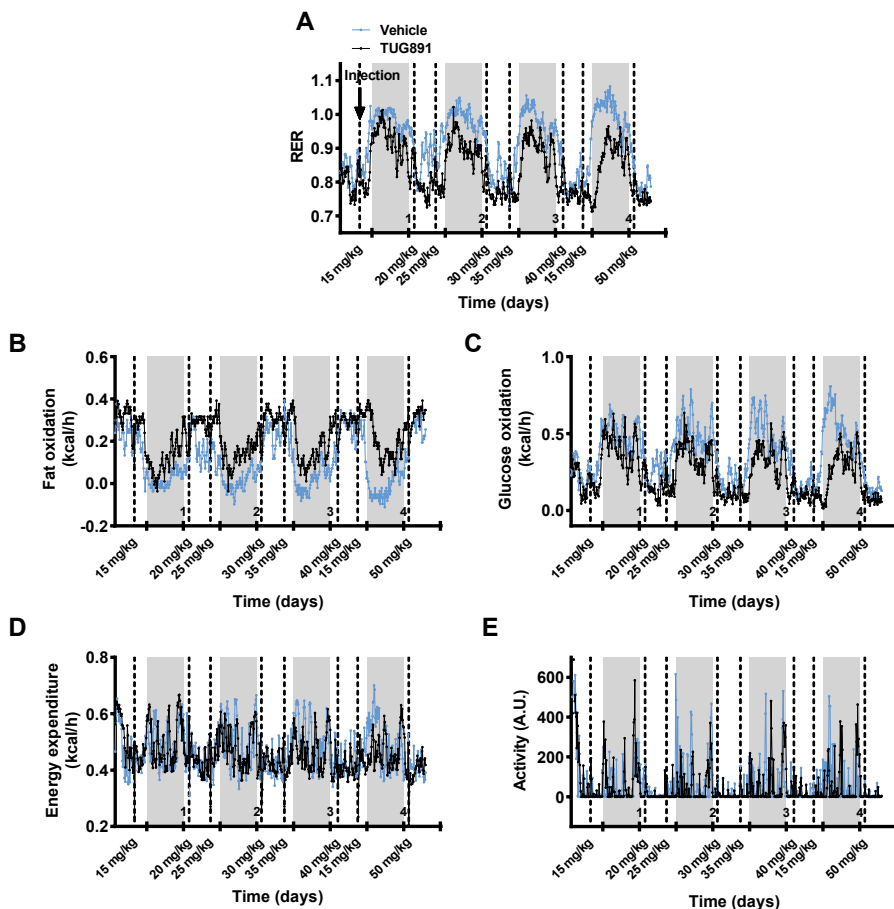 A
Vehicle
TUG891
Injection
RER
1.1
1.0
0.9
0.8
0.7
1
2
3
4
15 mg/kg
20 mg/kg
25 mg/kg
30 mg/kg
35 mg/kg
40 mg/kg
15 mg/kg
50 mg/kg
Time (days)
B
Fat oxidation
(kcal/h)
0.6
0.4
0.2
0.0
-0.2
1
2
3
4
15 mg/kg
20 mg/kg
25 mg/kg
30 mg/kg
35 mg/kg
40 mg/kg
15 mg/kg
50 mg/kg
Time (days)
C
Glucose oxidation
(kcal/h)
1.0
0.5
0.0
1
2
3
4
15 mg/kg
20 mg/kg
25 mg/kg
30 mg/kg
35 mg/kg
40 mg/kg
15 mg/kg
50 mg/kg
Time (days)
D
Energy expenditure
(kcal/h)
0.8
0.6
0.4
0.2
1
2
3
4
15 mg/kg
20 mg/kg
25 mg/kg
30 mg/kg
35 mg/kg
40 mg/kg
15 mg/kg
50 mg/kg
Time (days)
E
Activity (A.U.)
600
400
200
0
1
2
3
4
15 mg/kg
20 mg/kg
25 mg/kg
30 mg/kg
35 mg/kg
40 mg/kg
15 mg/kg
50 mg/kg
Time (days)